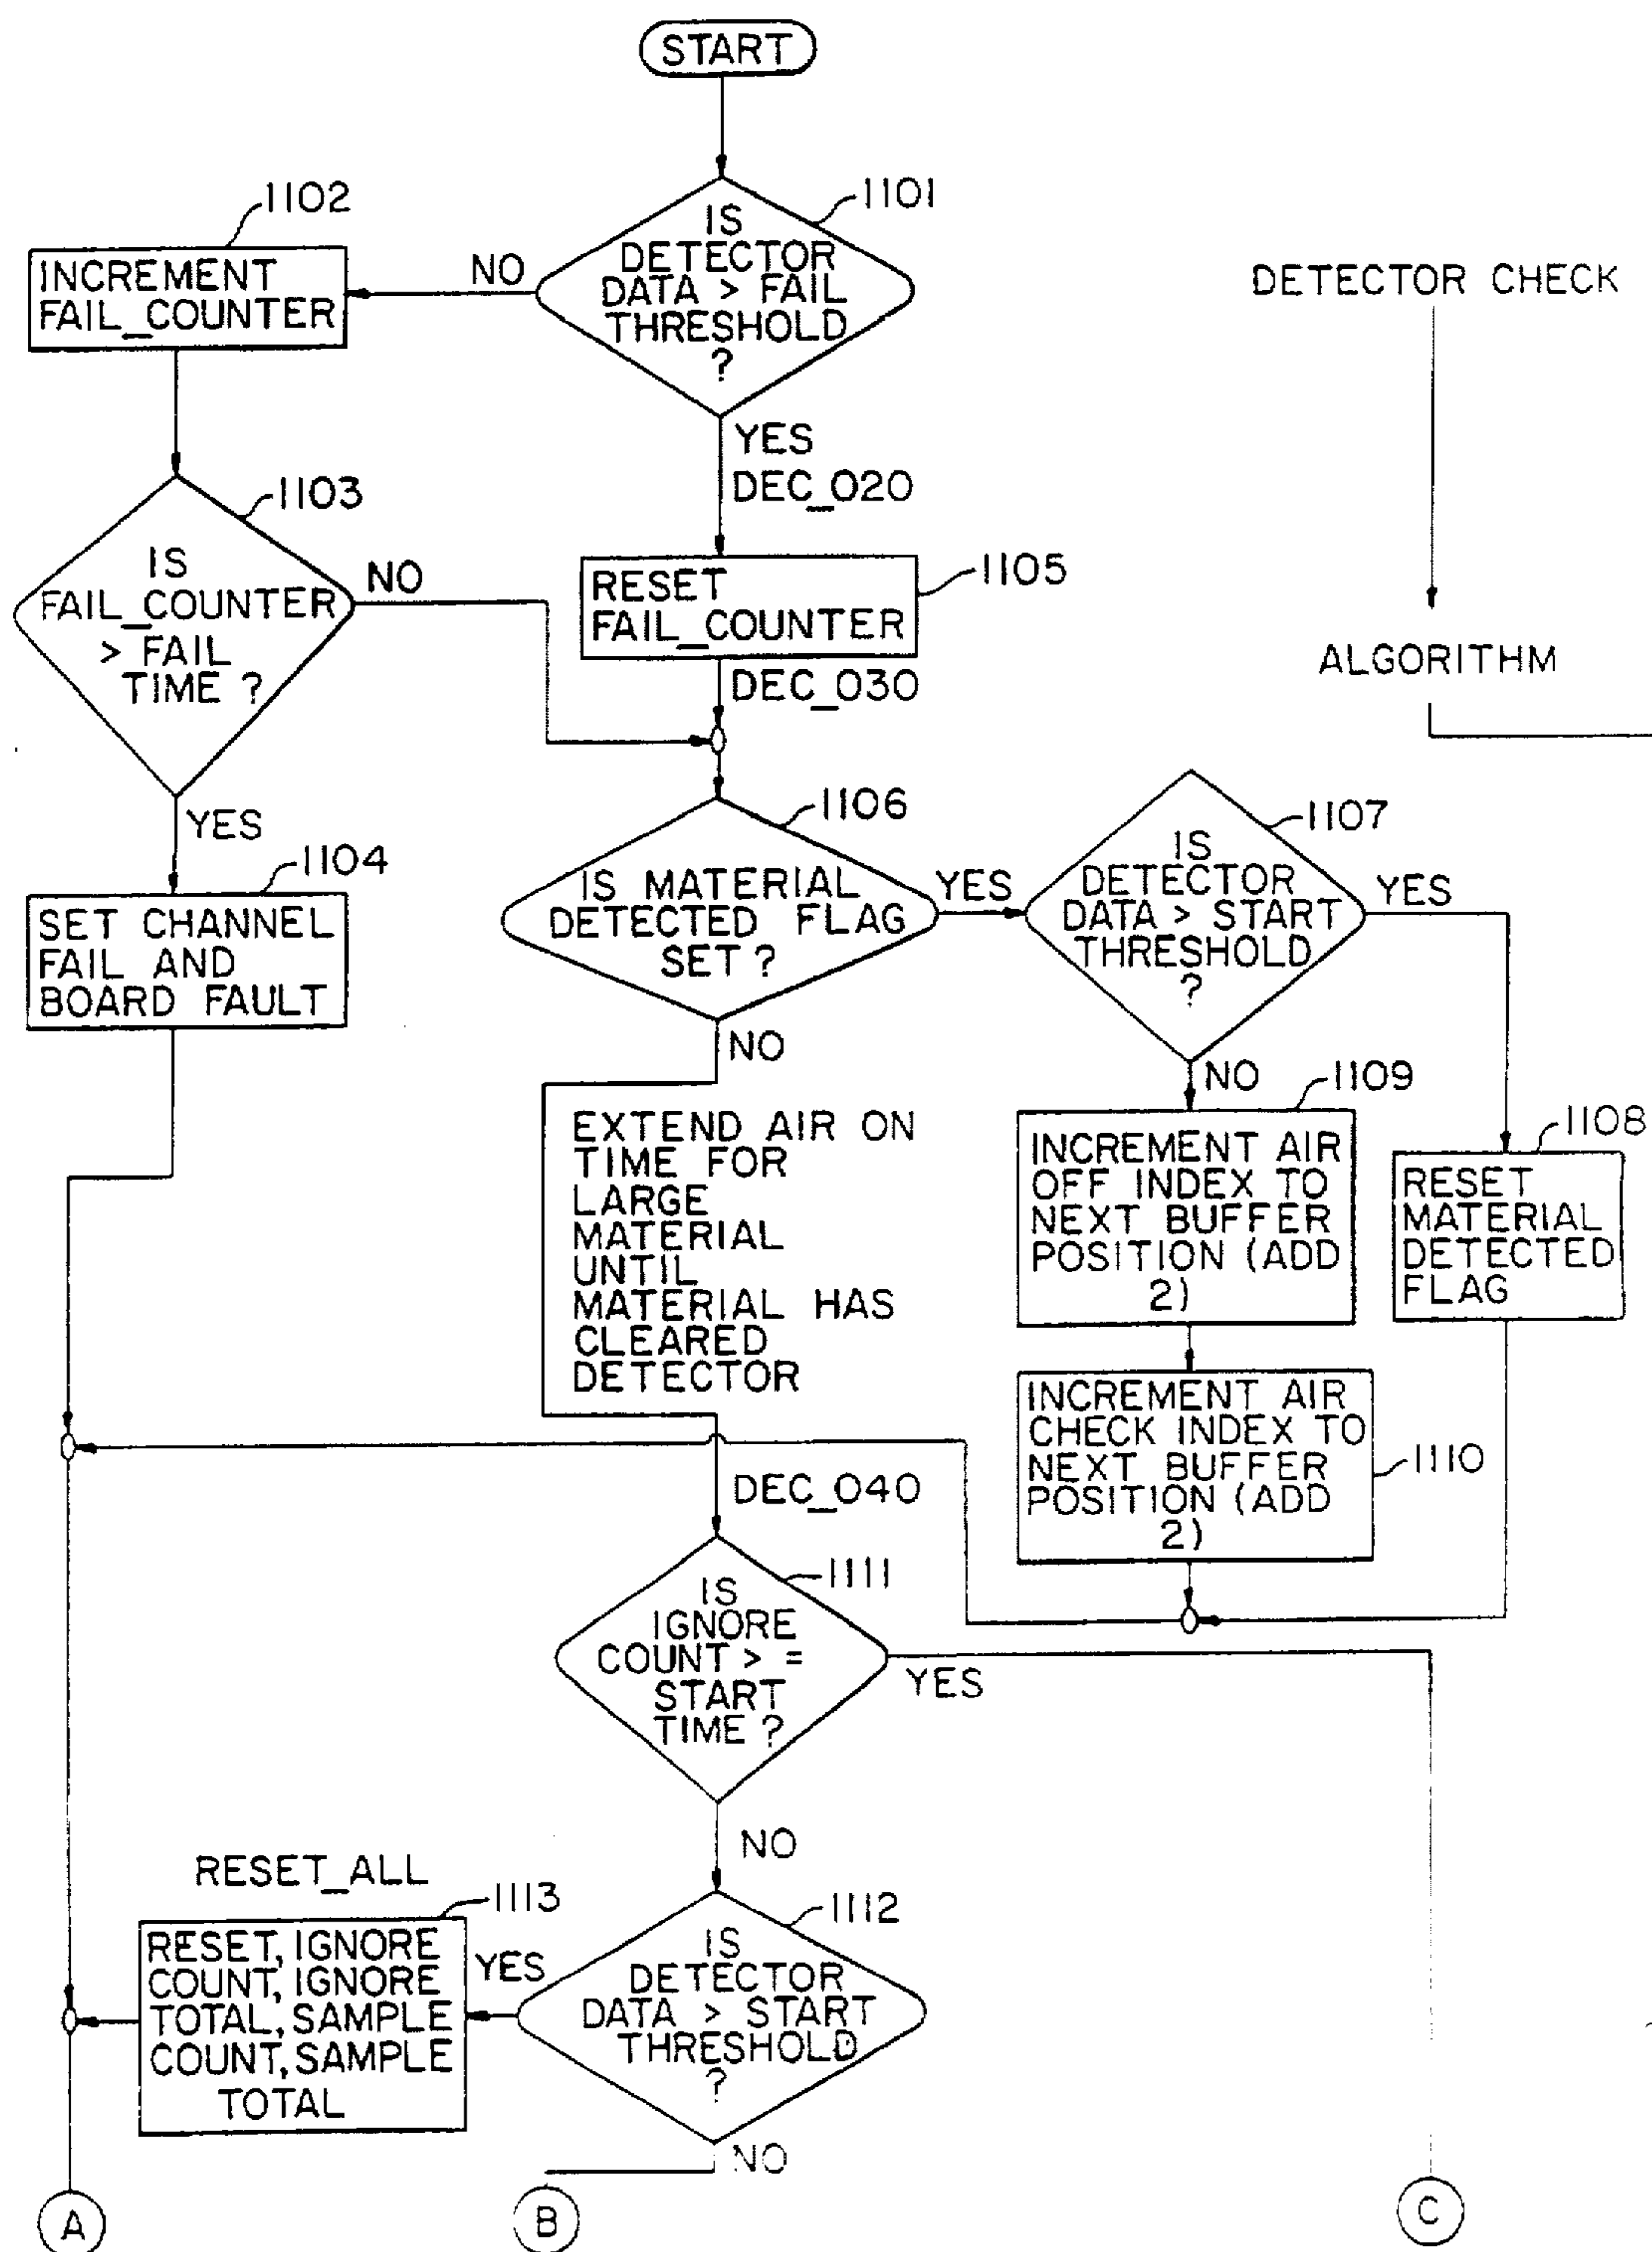 START
1101
IS
DETECTOR
DATA > FAIL
THRESHOLD
?
NO
1102
INCREMENT
FAIL_COUNTER
DETECTOR CHECK
ALGORITHM
YES
DEC_020
1103
IS
FAIL_COUNTER
> FAIL
TIME ?
NO
1105
RESET
FAIL_COUNTER
DEC_030
YES
1104
SET CHANNEL
FAIL AND
BOARD FAULT
1106
IS MATERIAL
DETECTED FLAG
SET ?
YES
1107
IS
DETECTOR
DATA > START
THRESHOLD
?
YES
NO
NO
EXTEND AIR ON
TIME FOR
LARGE
MATERIAL
UNTIL
MATERIAL HAS
CLEARED
DETECTOR
1109
INCREMENT AIR
OFF INDEX TO
NEXT BUFFER
POSITION (ADD
2)
1108
RESET
MATERIAL
DETECTED
FLAG
INCREMENT AIR
CHECK INDEX TO
NEXT BUFFER
POSITION (ADD
2)
1110
DEC_040
1111
IS
IGNORE
COUNT > =
START
TIME ?
YES
NO
RESET_ALL
1113
RESET, IGNORE
COUNT, IGNORE
TOTAL, SAMPLE
COUNT, SAMPLE
TOTAL
YES
1112
IS
DETECTOR
DATA > START
THRESHOLD
?
NO
A
B
C